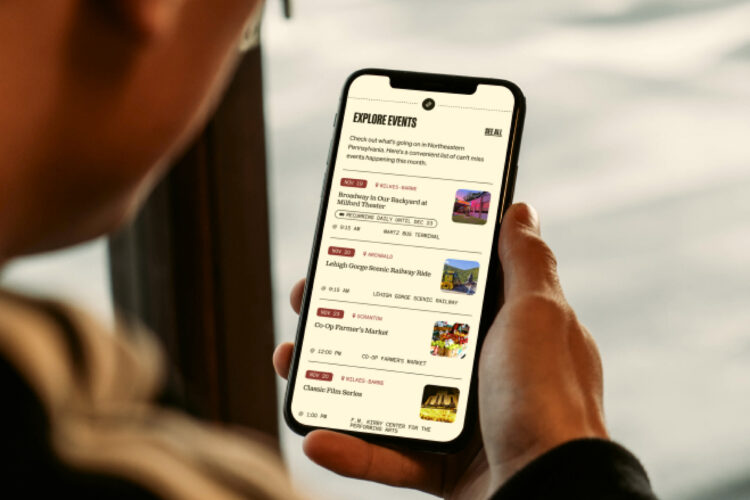 EXPLORE EVENTS
SEE ALL
Check out what's going on in Northeastern
Pennsylvania. Here's a convenient list of can't miss
events happening this month.
NOV 19 WILKES-BARRE
Broadway in Our Backyard at
Milford Theater
RECURRING DAILY UNTIL DEC 23
@ 9:15 AM MARTZ BUS TERMINAL
NOV 20 ARCHBALD
Lehigh Gorge Scenic Railway Ride
@ 9:15 AM LEHIGH GORGE SCENIC RAILWAY
NOV 23 SCRANTON
Co-Op Farmer's Market
@ 12:00 PM CO-OP FARMER'S MARKET
NOV 20 WILKES-BARRE
Classic Film Series
@ 1:00 PM F.M. KIRBY CENTER FOR THE
PERFORMING ARTS